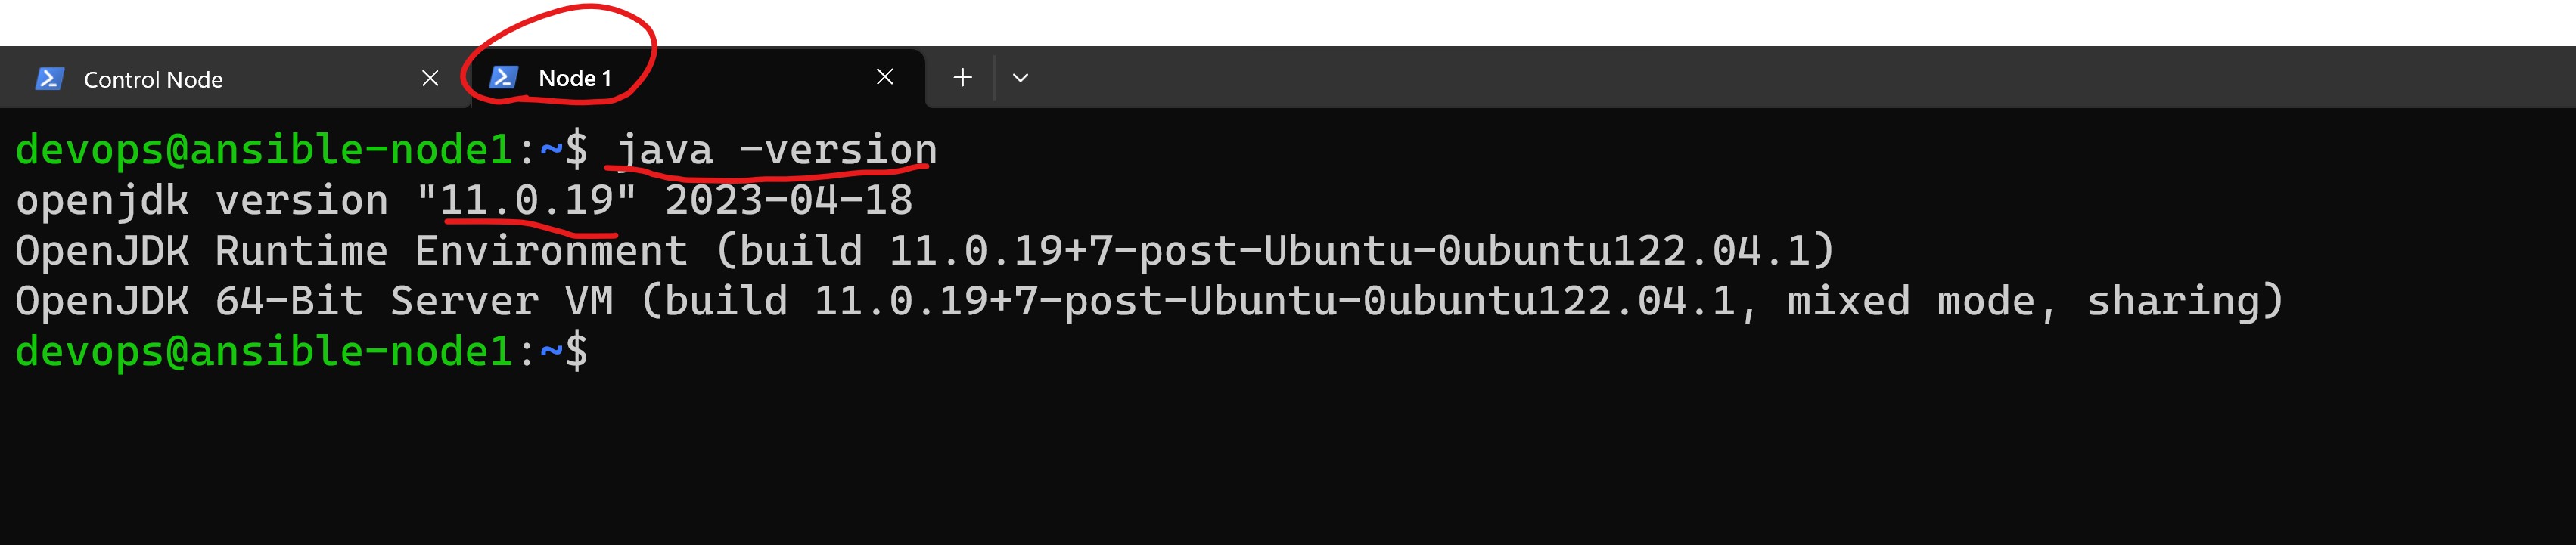 Control Node
Node 1
devops@ansible-node1:~$ java -version
openjdk version "11.0.19" 2023-04-18
OpenJDK Runtime Environment (build 11.0.19+7-post-Ubuntu-0ubuntu122.04.1)
OpenJDK 64-Bit Server VM (build 11.0.19+7-post-Ubuntu-0ubuntu122.04.1, mixed mode, sharing)
devops@ansible-node1:~$